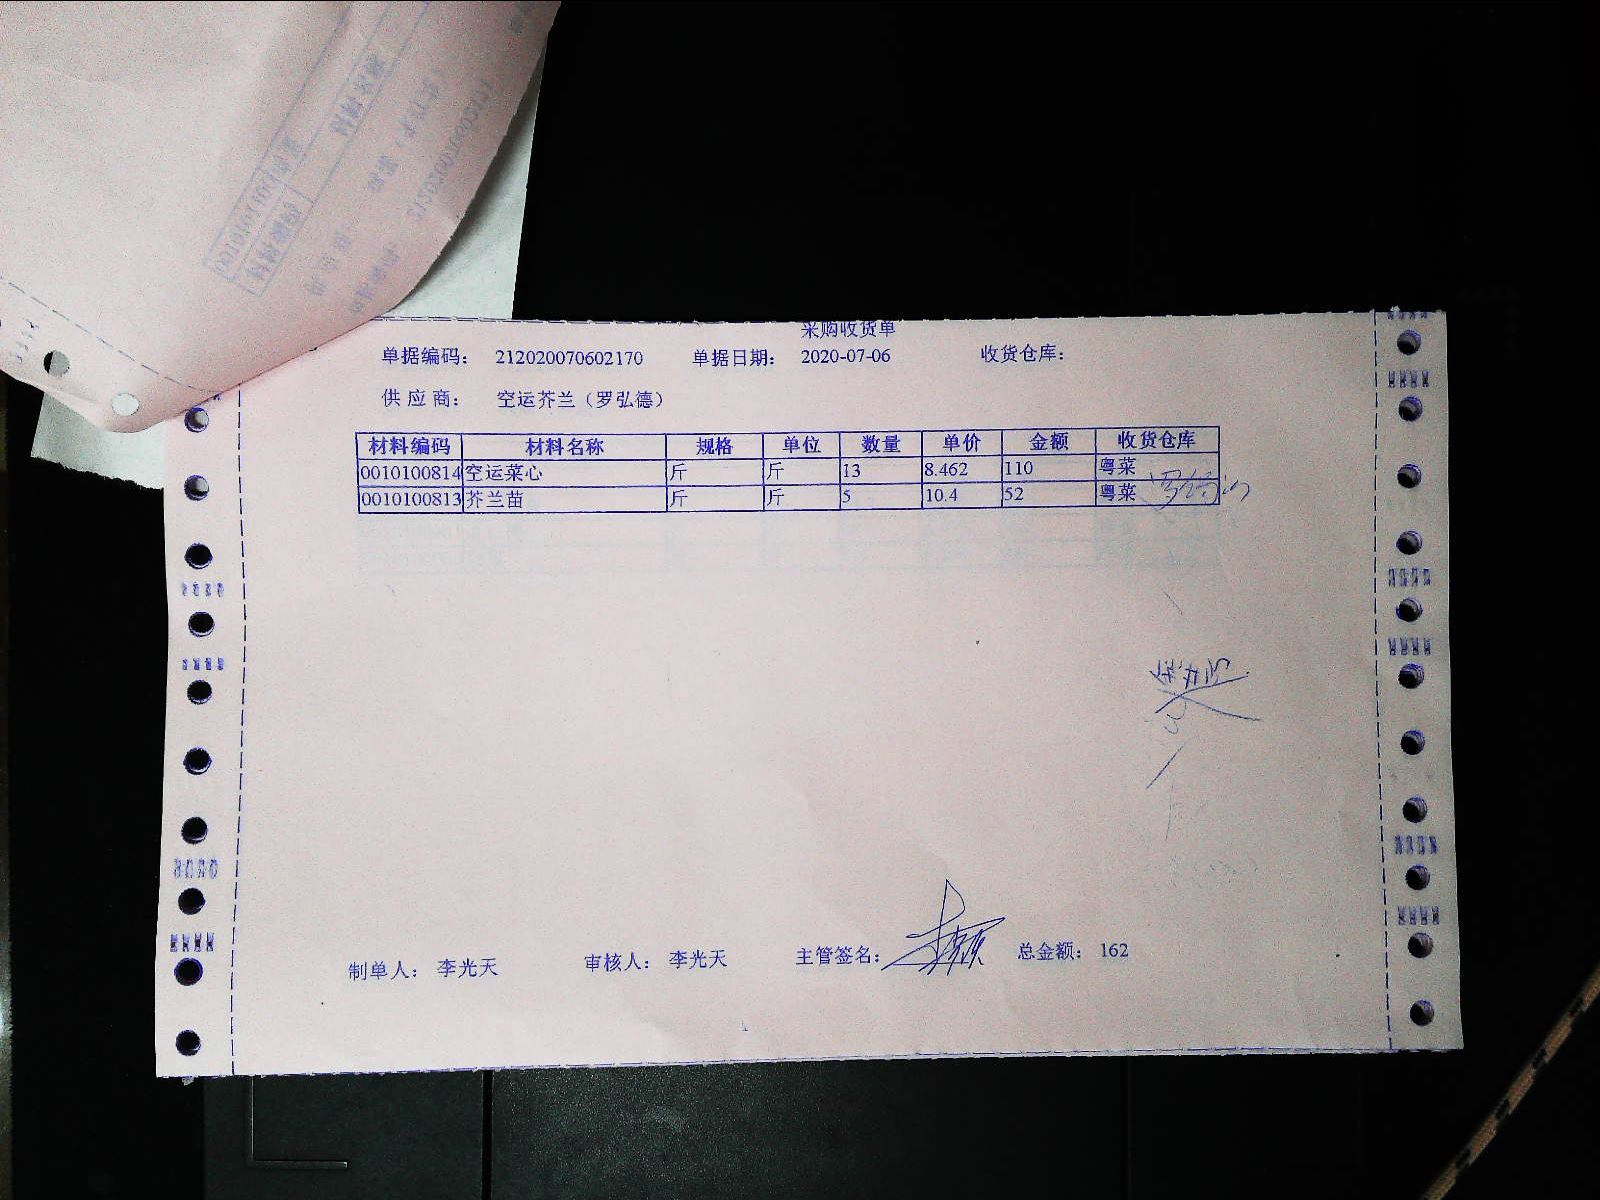 采购收货单
单据编码： 212020070602170 单据日期： 2020-07-06 收货仓库：
供应商： 空运芥兰（罗弘德）
材料编码 材料名称 规格 单位 数量 单价 金额 收货仓库
0010100814 空运菜心 斤 斤 13 8.462 110 粤菜
0010100813 芥兰苗 斤 斤 5 10.4 52 粤菜
制单人： 李光天 审核人： 李光天 主管签名： 总金额： 162